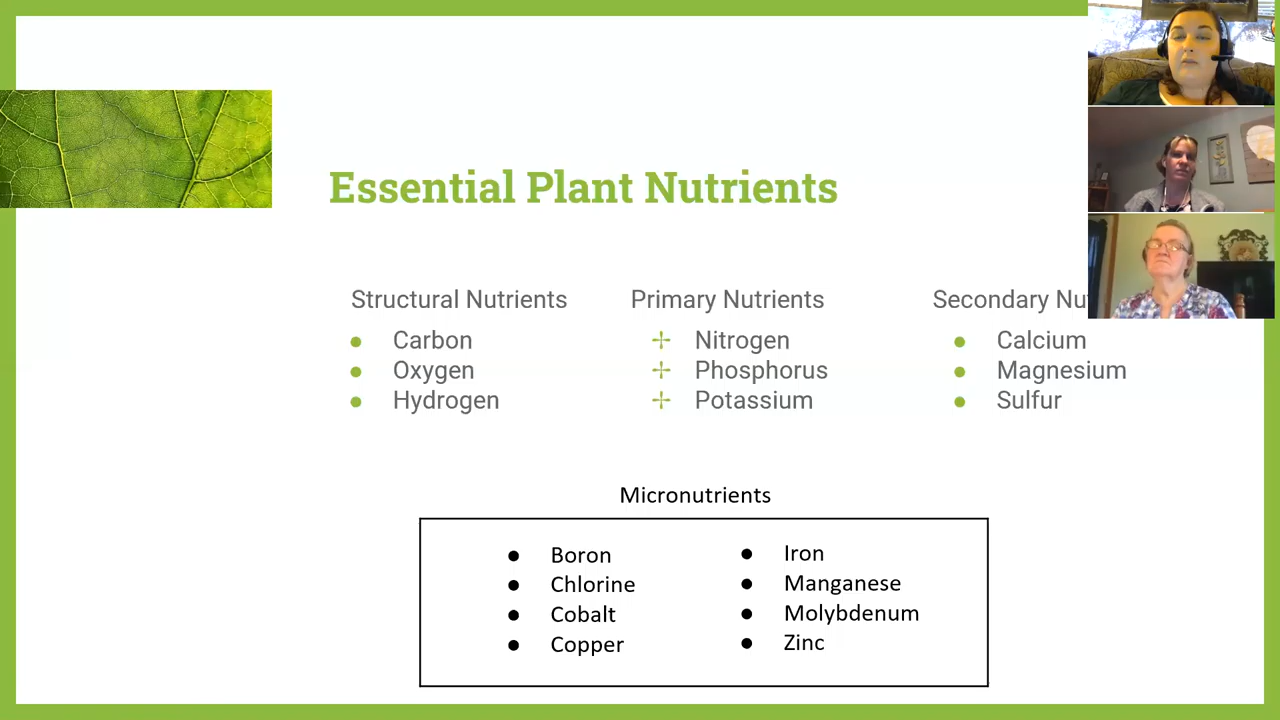 Essential Plant Nutrients
Structural Nutrients
Carbon
Oxygen
Hydrogen
Primary Nutrients
Nitrogen
Phosphorus
Potassium
Secondary
Calcium
Magnesium
Sulfur
Micronutrients
Boron
Chlorine
Cobalt
Copper
Iron
Manganese
Molybdenum
Zinc